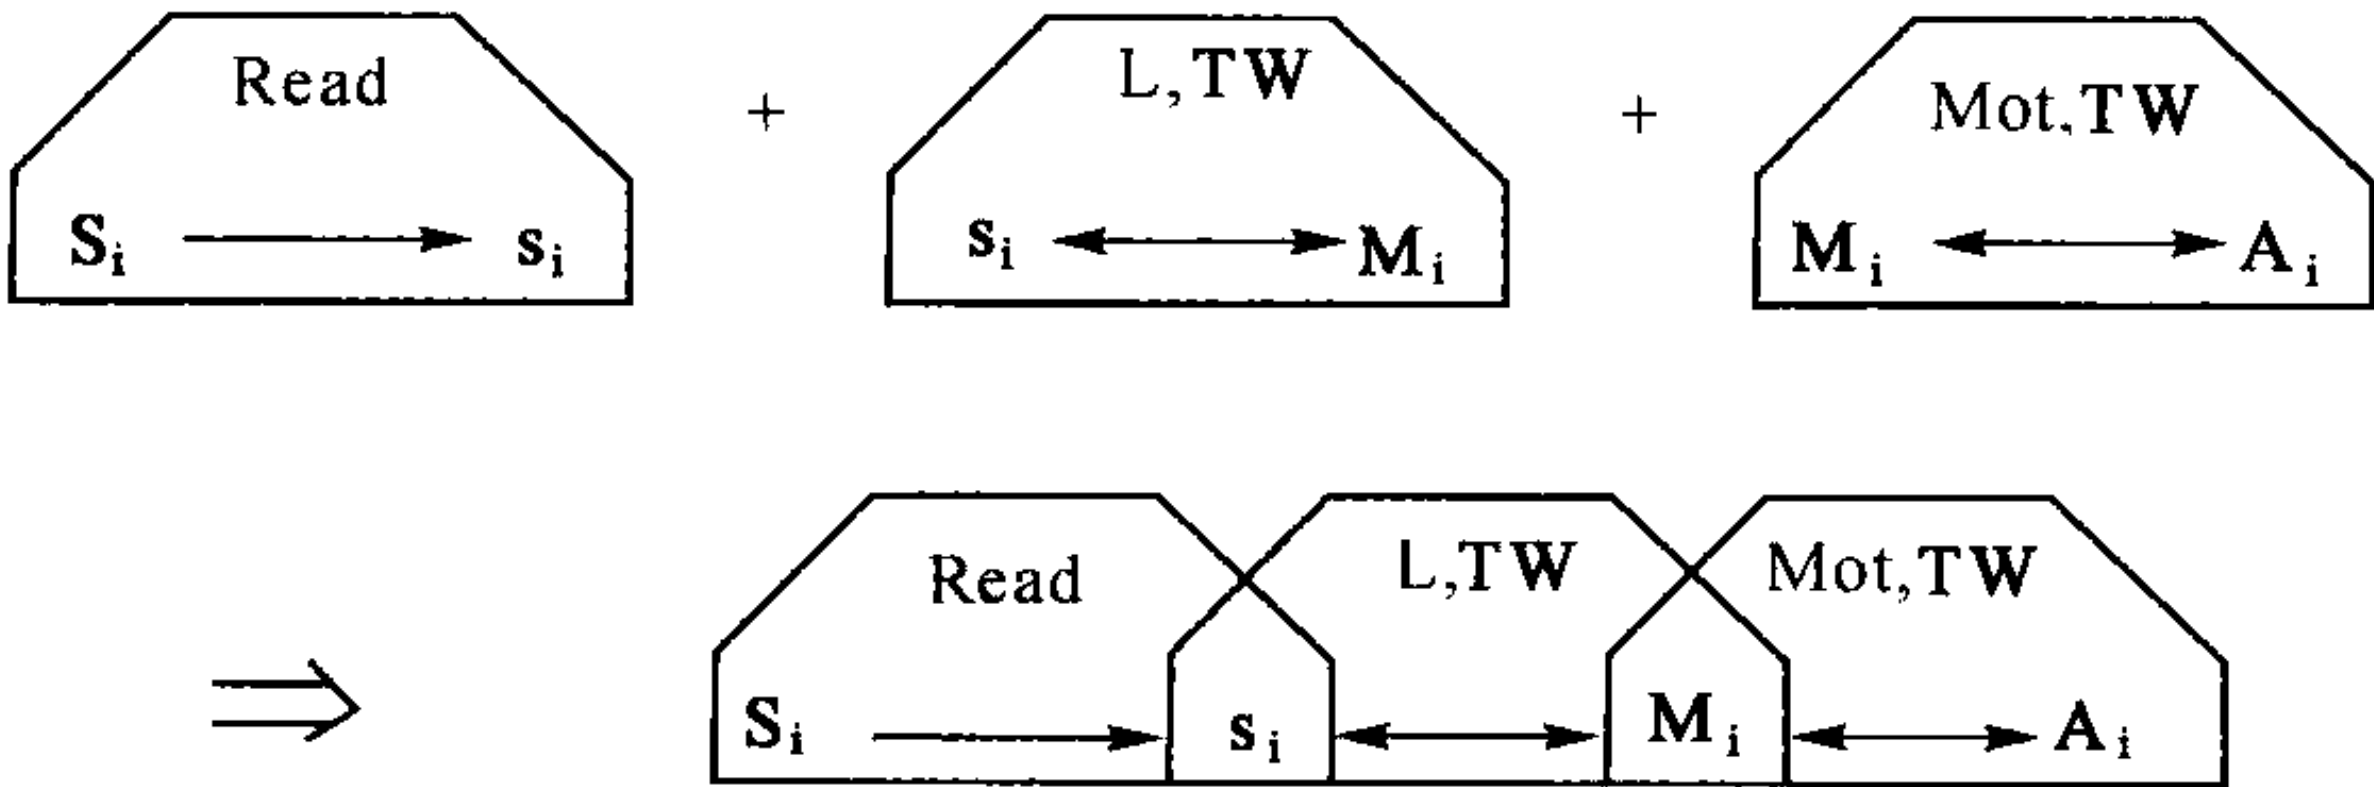 Read + L,TW + Mot,TW
Sᵢ → sᵢ sᵢ ↔ Mᵢ Mᵢ ↔ Aᵢ
Read L,TW Mot,TW
⇒ Sᵢ → sᵢ ↔ Mᵢ ↔ Aᵢ